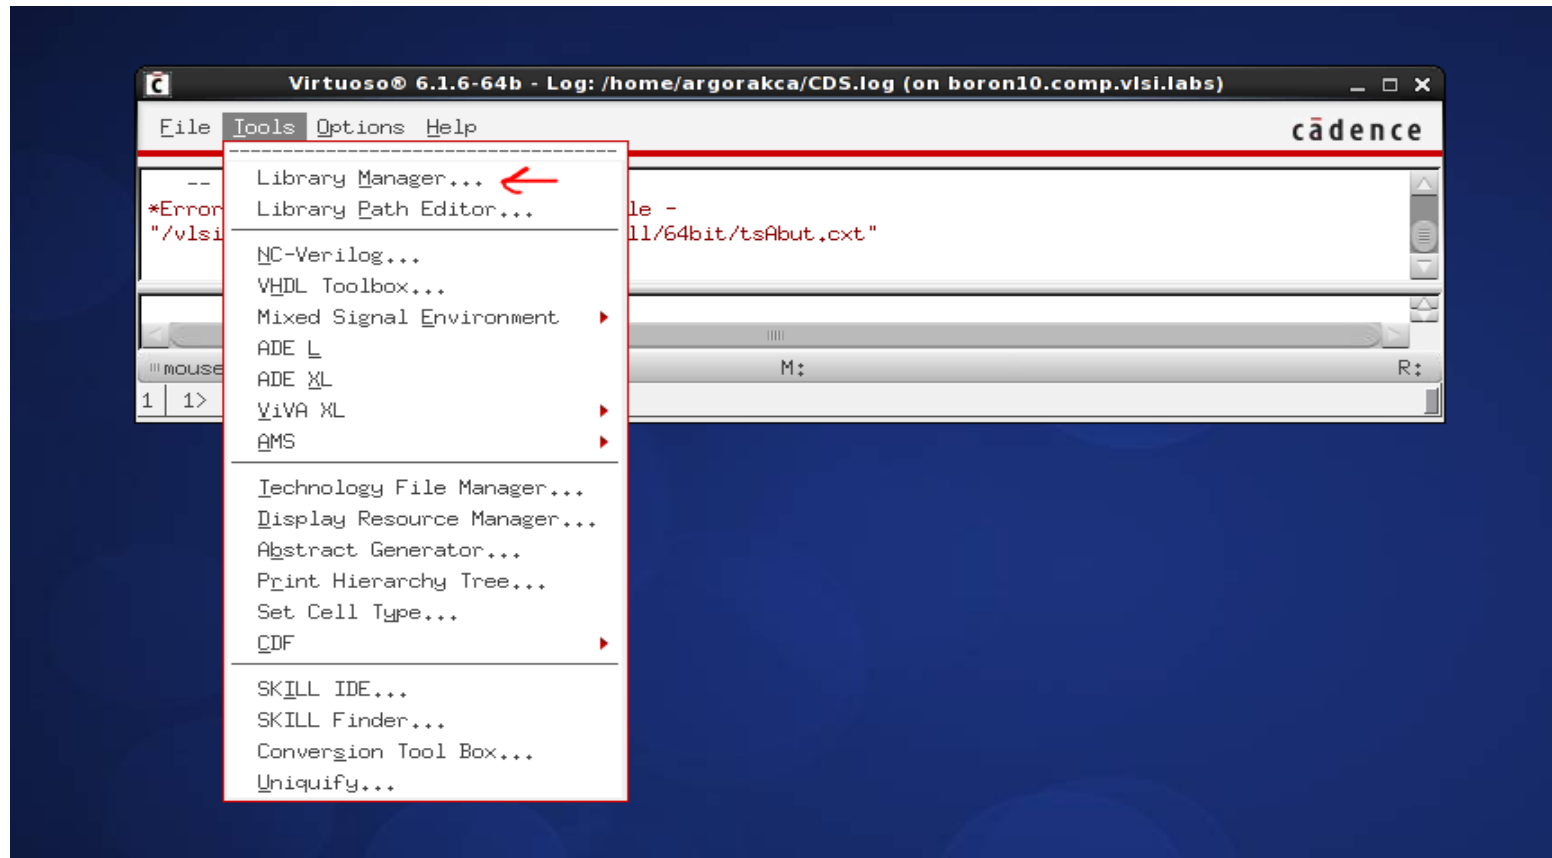 Virtuoso® 6.1.6-64b - Log: /home/argorakca/CDS.log (on boron10.comp.vlsi.labs)
File Tools Options Help
cādence
--
*Error le -
"/vlsi ll/64bit/tsAbut.cxt"
mouse M: R:
1 1>
Library Manager...
Library Path Editor...
NC-Verilog...
VHDL Toolbox...
Mixed Signal Environment
ADE L
ADE XL
ViVA XL
AMS
Technology File Manager...
Display Resource Manager...
Abstract Generator...
Print Hierarchy Tree...
Set Cell Type...
CDF
SKILL IDE...
SKILL Finder...
Conversion Tool Box...
Uniquify...